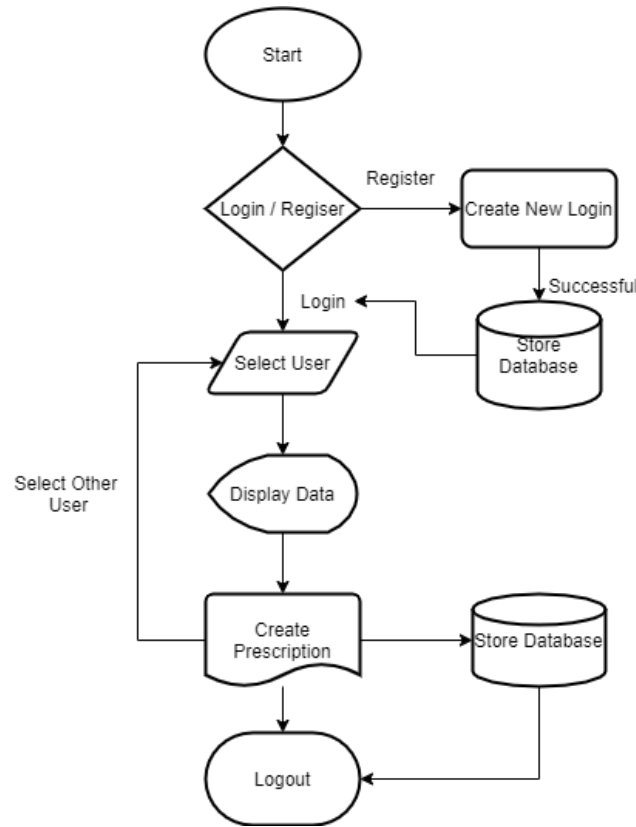 Start
Register
Login / Regiser
Create New Login
Successful
Login
Store
Database
Select User
Select Other
User
Display Data
Create
Prescription
Store Database
Logout